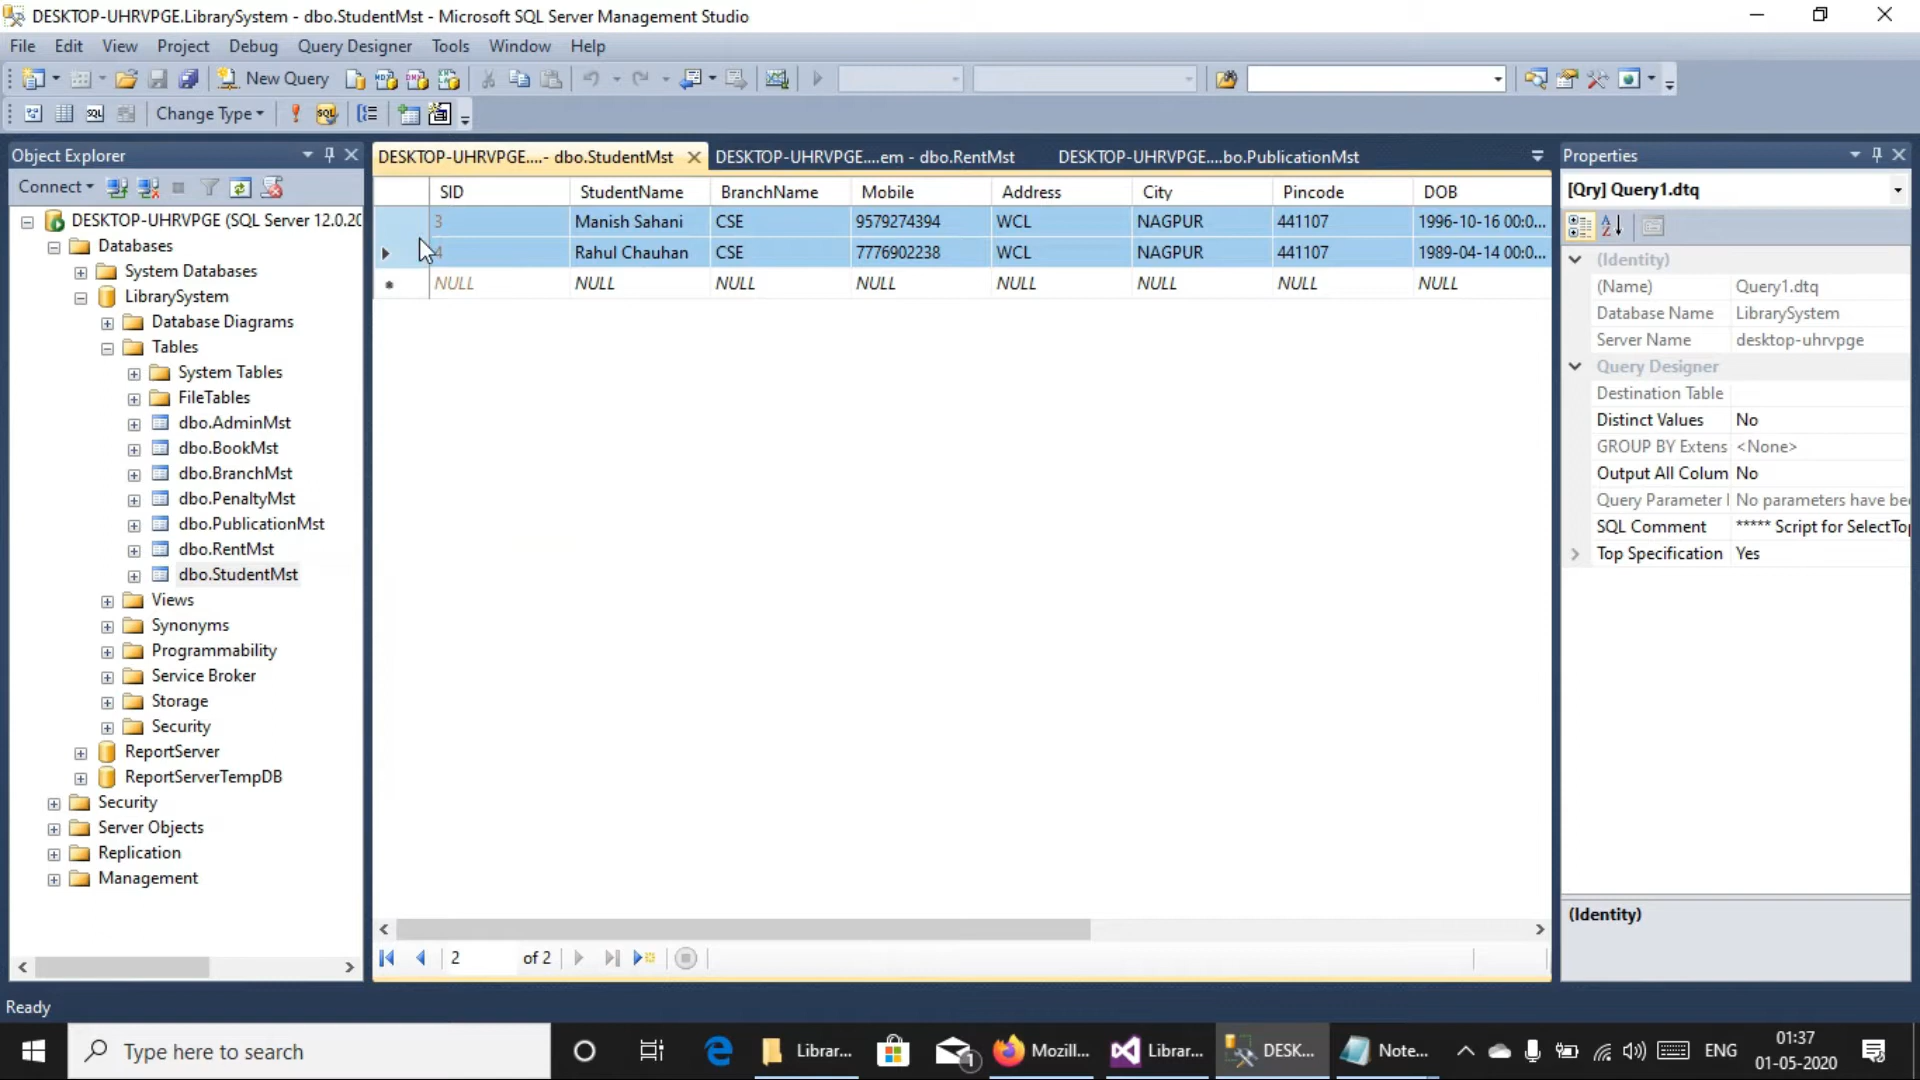 DESKTOP-UHRVPGE.LibrarySystem - dbo.StudentMst - Microsoft SQL Server Management Studio
File Edit View Project Debug Query Designer Tools Window Help
New Query
Change Type
Object Explorer
Connect
DESKTOP-UHRVPGE (SQL Server 12.0.20
Databases
System Databases
LibrarySystem
Database Diagrams
Tables
System Tables
FileTables
dbo.AdminMst
dbo.BookMst
dbo.BranchMst
dbo.PenaltyMst
dbo.PublicationMst
dbo.RentMst
dbo.StudentMst
Views
Synonyms
Programmability
Service Broker
Storage
Security
ReportServer
ReportServerTempDB
Security
Server Objects
Replication
Management
DESKTOP-UHRVPGE....- dbo.StudentMst DESKTOP-UHRVPGE....em - dbo.RentMst DESKTOP-UHRVPGE....bo.PublicationMst
SID StudentName BranchName Mobile Address City Pincode DOB
3 Manish Sahani CSE 9579274394 WCL NAGPUR 441107 1996-10-16 00:0...
4 Rahul Chauhan CSE 7776902238 WCL NAGPUR 441107 1989-04-14 00:0...
NULL NULL NULL NULL NULL NULL NULL NULL
2 of 2
Properties
[Qry] Query1.dtq
(Identity)
(Name) Query1.dtq
Database Name LibrarySystem
Server Name desktop-uhrvpge
Query Designer
Destination Table
Distinct Values No
GROUP BY Extens <None>
Output All Colum No
Query Parameter No parameters have bee
SQL Comment ***** Script for SelectTop
Top Specification Yes
(Identity)
Ready
Type here to search
Librar... 1 Mozill... Librar... DESK... Note... ENG
01:37
01-05-2020